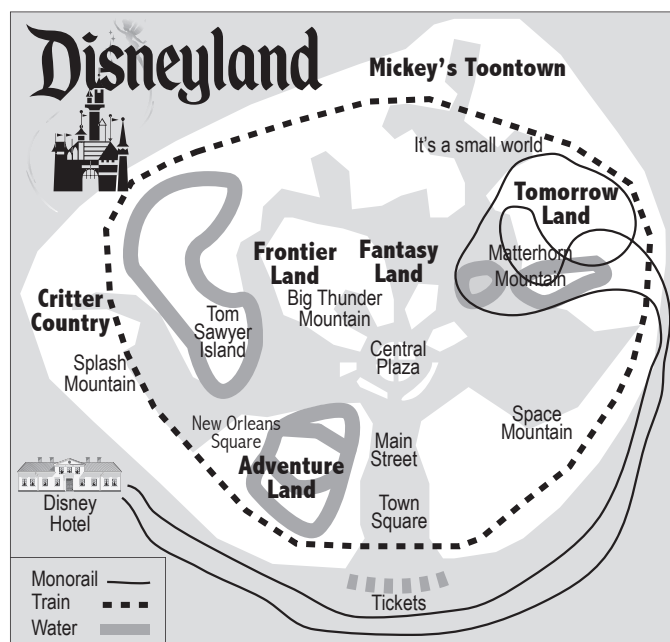 Disneyland
Mickey's Toontown
It's a small world
Tomorrow
Land
Matterhorn
Mountain
Frontier
Land
Fantasy
Land
Big Thunder
Mountain
Critter
Country
Tom
Sawyer
Island
Central
Plaza
Splash
Mountain
New Orleans
Square
Space
Mountain
Main
Street
Adventure
Land
Disney
Hotel
Town
Square
Tickets
Monorail
Train
Water